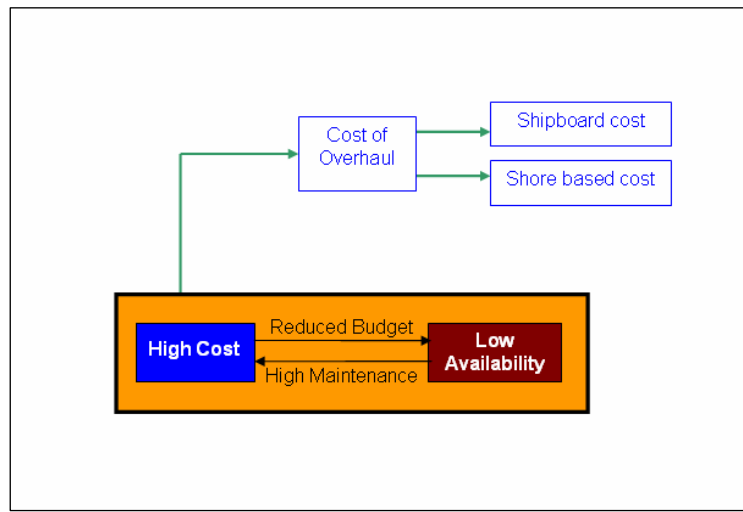 Cost of
Overhaul
Shipboard cost
Shore based cost
High Cost
Reduced Budget
High Maintenance
Low
Availability